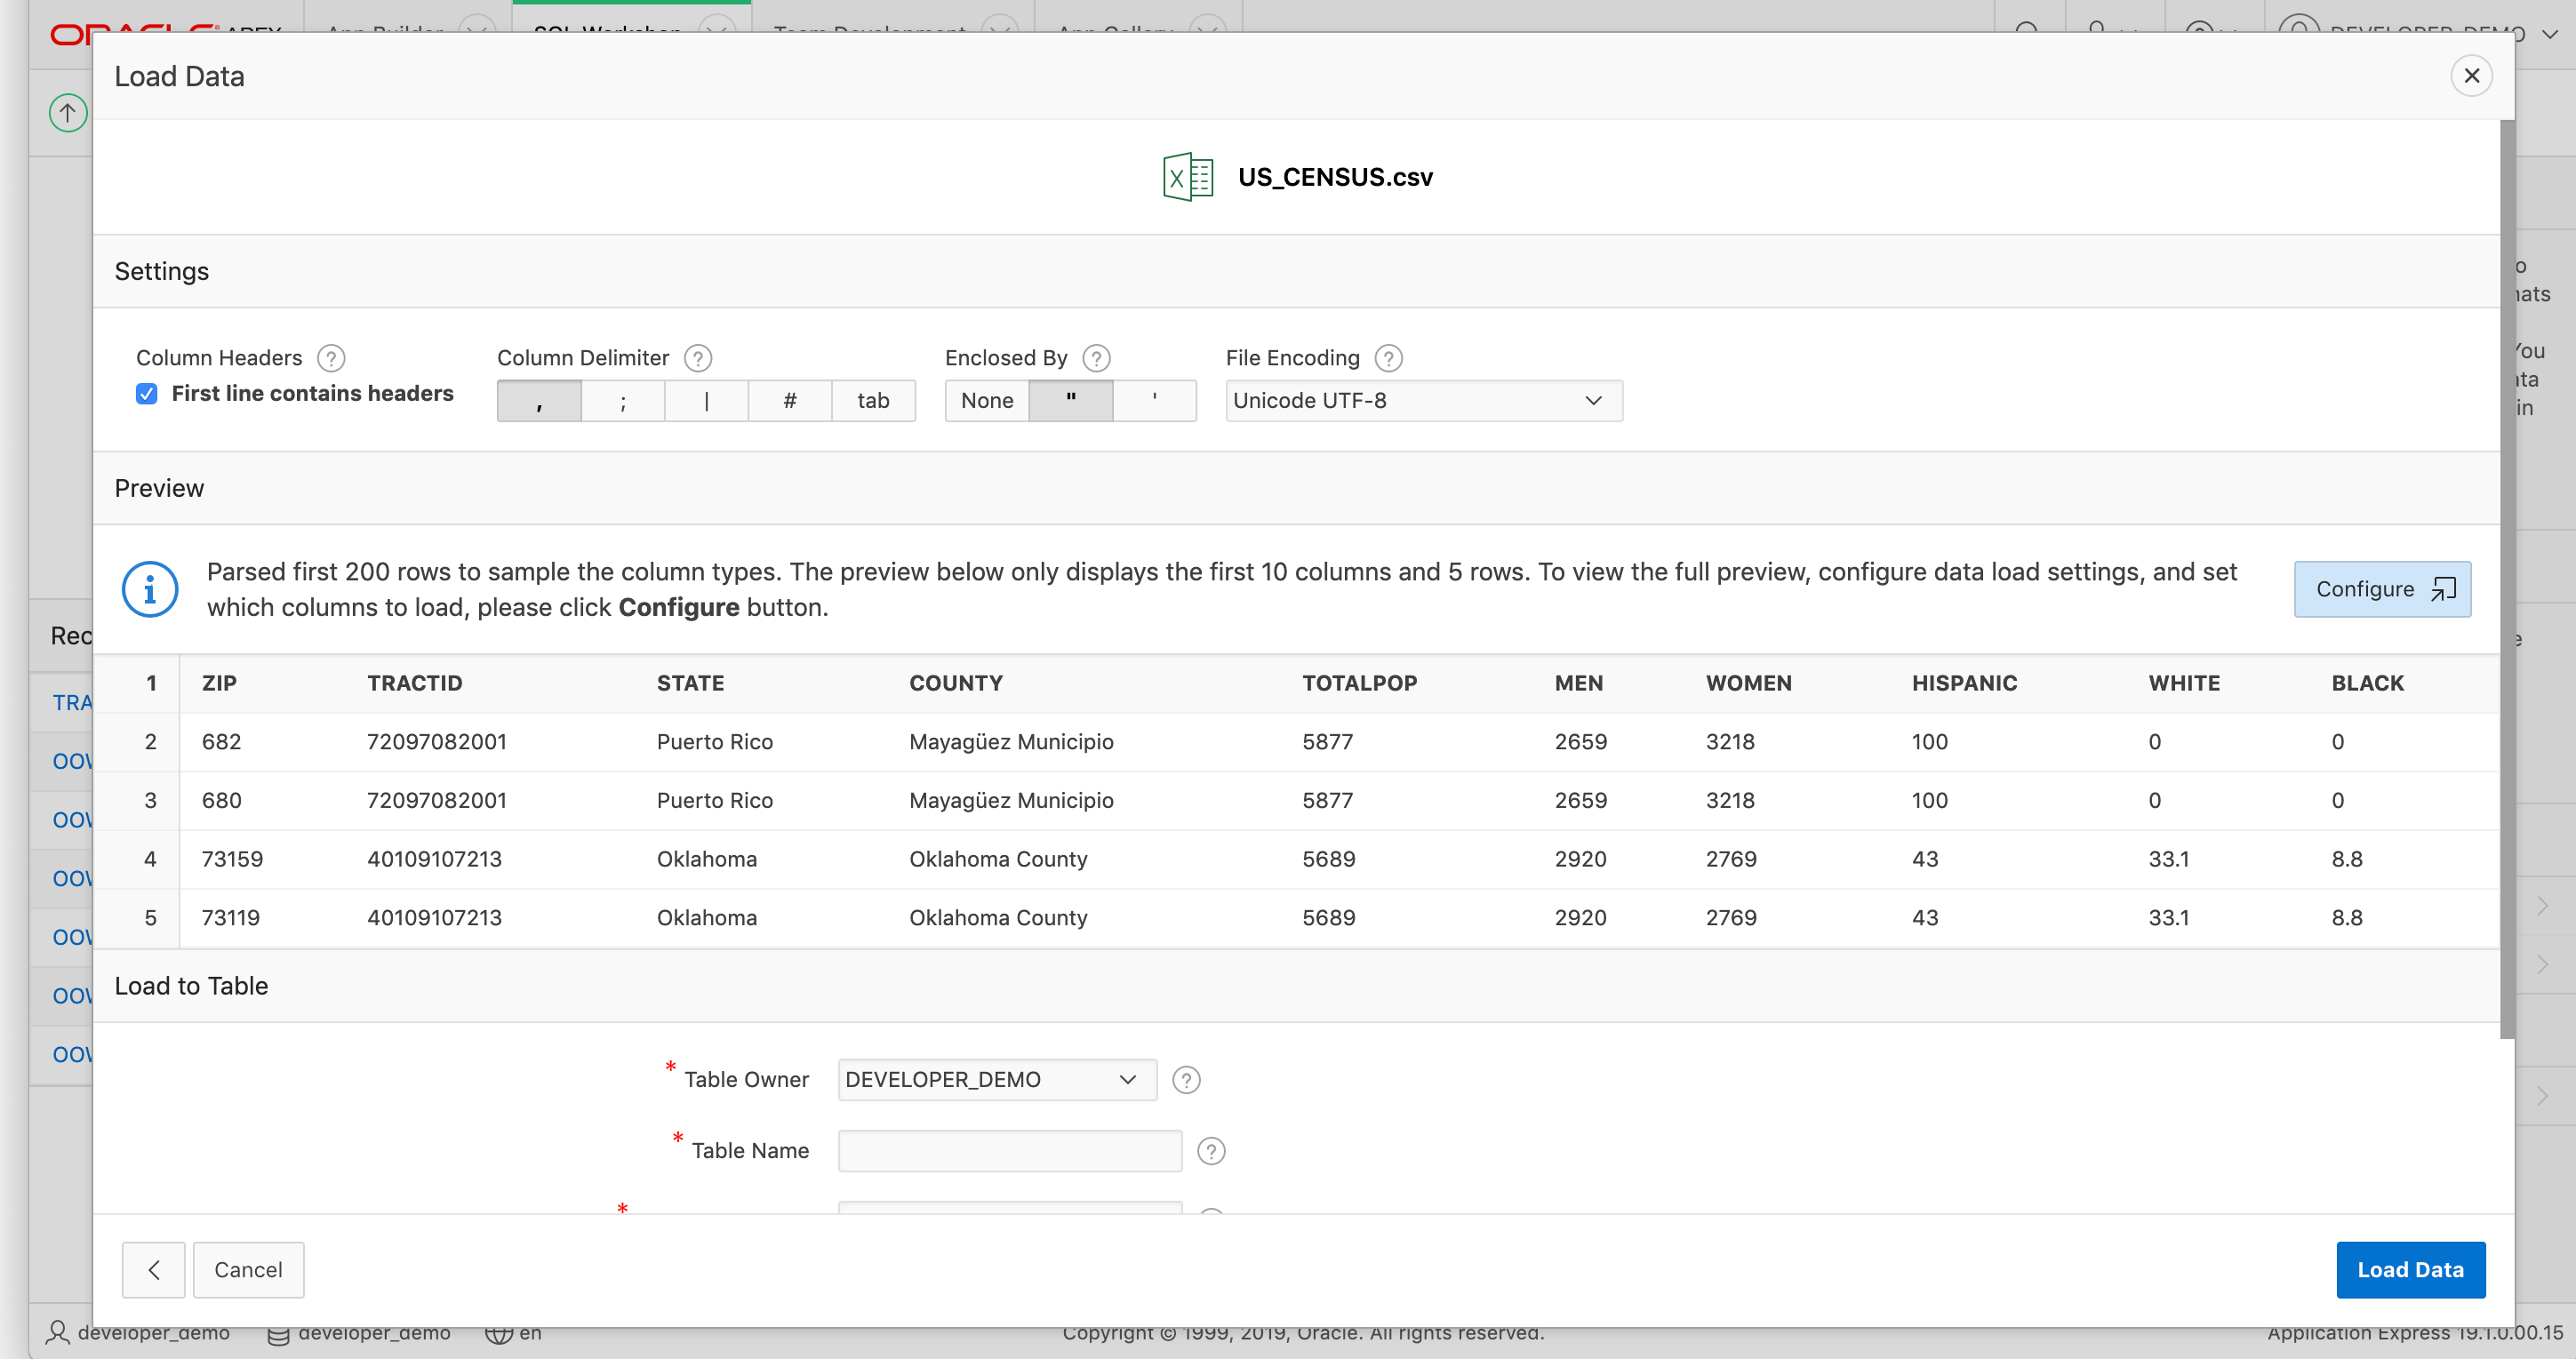 Load Data
US_CENSUS.csv
Settings
Column Headers ? Column Delimiter ? Enclosed By ? File Encoding ?
First line contains headers , ; | # tab None " ' Unicode UTF-8
Preview
Parsed first 200 rows to sample the column types. The preview below only displays the first 10 columns and 5 rows. To view the full preview, configure data load settings, and set
which columns to load, please click Configure button.
Configure
1 ZIP TRACTID STATE COUNTY TOTALPOP MEN WOMEN HISPANIC WHITE BLACK
2 682 72097082001 Puerto Rico Mayagüez Municipio 5877 2659 3218 100 0 0
3 680 72097082001 Puerto Rico Mayagüez Municipio 5877 2659 3218 100 0 0
4 73159 40109107213 Oklahoma Oklahoma County 5689 2920 2769 43 33.1 8.8
5 73119 40109107213 Oklahoma Oklahoma County 5689 2920 2769 43 33.1 8.8
Load to Table
* Table Owner DEVELOPER_DEMO ?
* Table Name ?
*
Cancel
Load Data
developer_demo developer_demo en
Copyright © 1999, 2019, Oracle. All rights reserved.
Application Express 19.1.0.00.15